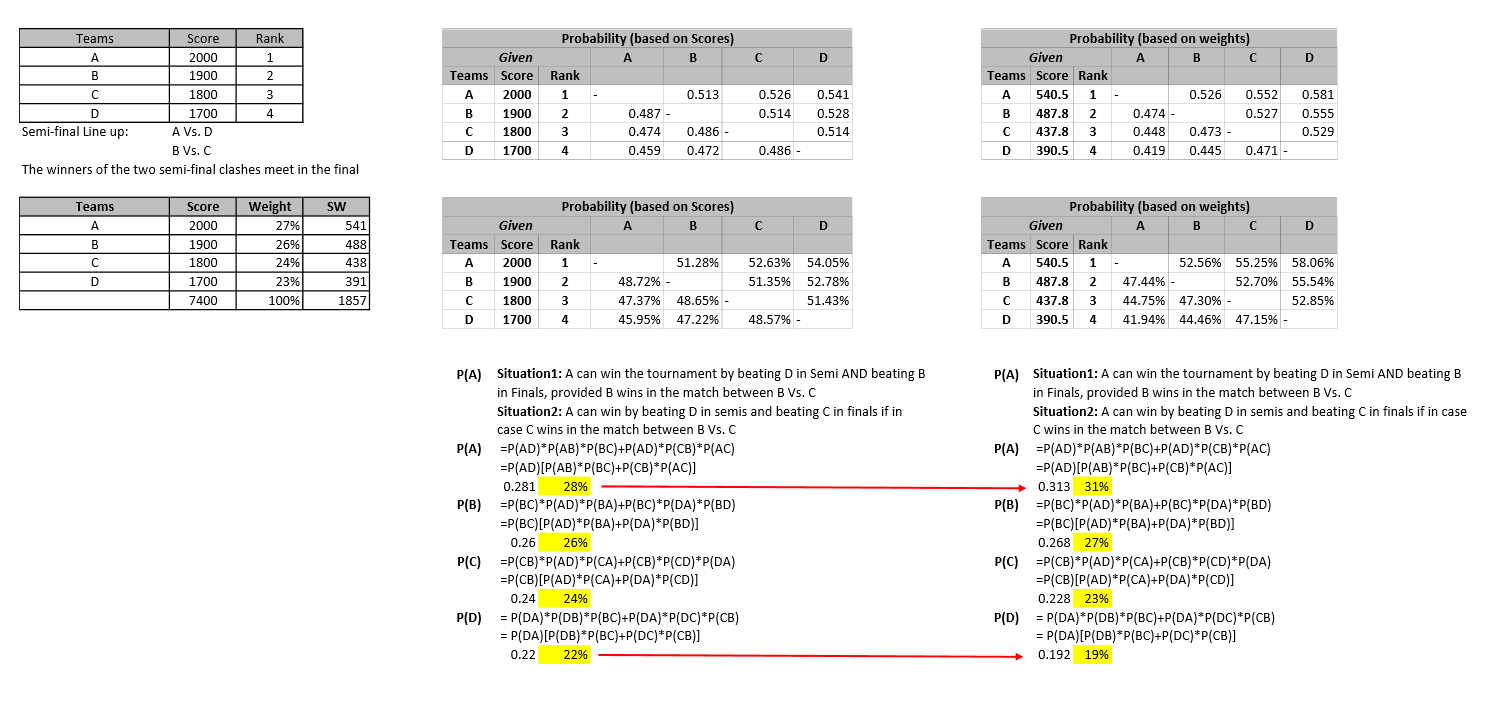 Teams Score Rank
A 2000 1
B 1900 2
C 1800 3
D 1700 4
Semi-final Line up: A Vs. D
B Vs. C
The winners of the two semi-final clashes meet in the final
Teams Score Weight SW
A 2000 27% 541
B 1900 26% 488
C 1800 24% 438
D 1700 23% 391
7400 100% 1857
Probability (based on Scores)
Given A B C D
Teams Score Rank
A 2000 1 - 0.513 0.526 0.541
B 1900 2 0.487 - 0.514 0.528
C 1800 3 0.474 0.486 - 0.514
D 1700 4 0.459 0.472 0.486 -
Probability (based on weights)
Given A B C D
Teams Score Rank
A 540.5 1 - 0.526 0.552 0.581
B 487.8 2 0.474 - 0.527 0.555
C 437.8 3 0.448 0.473 - 0.529
D 390.5 4 0.419 0.445 0.471 -
Probability (based on Scores)
Given A B C D
Teams Score Rank
A 2000 1 - 51.28% 52.63% 54.05%
B 1900 2 48.72% - 51.35% 52.78%
C 1800 3 47.37% 48.65% - 51.43%
D 1700 4 45.95% 47.22% 48.57% -
Probability (based on weights)
Given A B C D
Teams Score Rank
A 540.5 1 - 52.56% 55.25% 58.06%
B 487.8 2 47.44% - 52.70% 55.54%
C 437.8 3 44.75% 47.30% - 52.85%
D 390.5 4 41.94% 44.46% 47.15% -
P(A) Situation1: A can win the tournament by beating D in Semi AND beating B
in Finals, provided B wins in the match between B Vs. C
Situation2: A can win by beating D in semis and beating C in finals if in
case C wins in the match between B Vs. C
P(A) =P(AD)*P(AB)*P(BC)+P(AD)*P(CB)*P(AC)
=P(AD)[P(AB)*P(BC)+P(CB)*P(AC)]
0.281 28%
P(B) =P(BC)*P(AD)*P(BA)+P(BC)*P(DA)*P(BD)
=P(BC)[P(AD)*P(BA)+P(DA)*P(BD)]
0.26 26%
P(C) =P(CB)*P(AD)*P(CA)+P(CB)*P(CD)*P(DA)
=P(CB)[P(AD)*P(CA)+P(DA)*P(CD)]
0.24 24%
P(D) = P(DA)*P(DB)*P(BC)+P(DA)*P(DC)*P(CB)
= P(DA)[P(DB)*P(BC)+P(DC)*P(CB)]
0.22 22%
P(A) Situation1: A can win the tournament by beating D in Semi AND beating B
in Finals, provided B wins in the match between B Vs. C
Situation2: A can win by beating D in semis and beating C in finals if in case
C wins in the match between B Vs. C
P(A) =P(AD)*P(AB)*P(BC)+P(AD)*P(CB)*P(AC)
=P(AD)[P(AB)*P(BC)+P(CB)*P(AC)]
0.313 31%
P(B) =P(BC)*P(AD)*P(BA)+P(BC)*P(DA)*P(BD)
=P(BC)[P(AD)*P(BA)+P(DA)*P(BD)]
0.268 27%
P(C) =P(CB)*P(AD)*P(CA)+P(CB)*P(CD)*P(DA)
=P(CB)[P(AD)*P(CA)+P(DA)*P(CD)]
0.228 23%
P(D) = P(DA)*P(DB)*P(BC)+P(DA)*P(DC)*P(CB)
= P(DA)[P(DB)*P(BC)+P(DC)*P(CB)]
0.192 19%